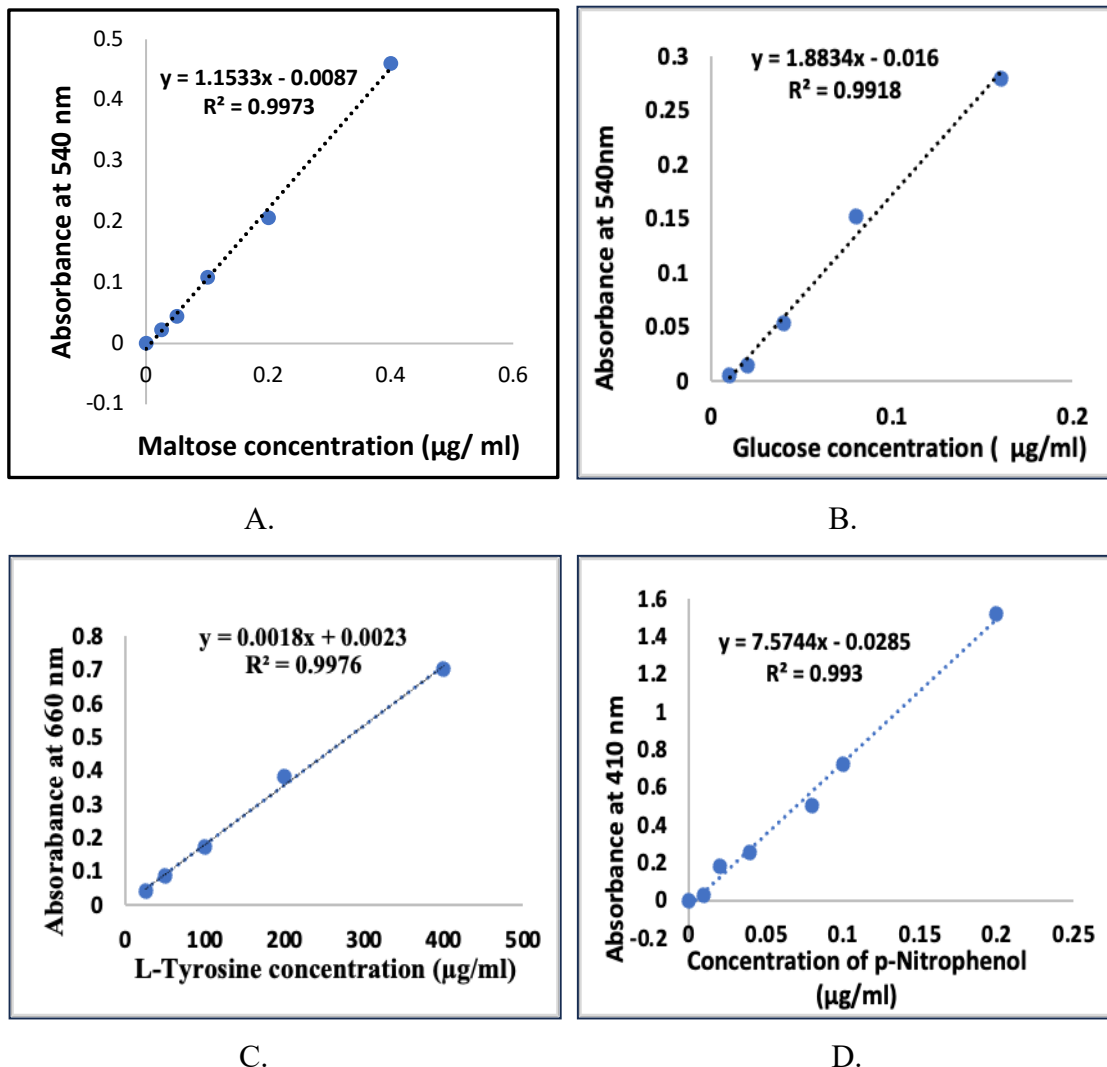 y = 1.1533x - 0.0087
R² = 0.9973
Absorbance at 540 nm
0.5
0.4
0.3
0.2
0.1
0
-0.1
0
0.2
0.4
0.6
Maltose concentration (µg/ ml)
A.
y = 1.8834x - 0.016
R² = 0.9918
Absorbance at 540nm
0.3
0.25
0.2
0.15
0.1
0.05
0
0
0.1
0.2
Glucose concentration ( µg/ml)
B.
y = 0.0018x + 0.0023
R² = 0.9976
Absorabance at 660 nm
0.8
0.7
0.6
0.5
0.4
0.3
0.2
0.1
0
0
100
200
300
400
500
L-Tyrosine concentration (µg/ml)
C.
y = 7.5744x - 0.0285
R² = 0.993
Absorbance at 410 nm
1.6
1.4
1.2
1
0.8
0.6
0.4
0.2
0
-0.2
0
0.05
0.1
0.15
0.2
0.25
Concentration of p-Nitrophenol
(µg/ml)
D.